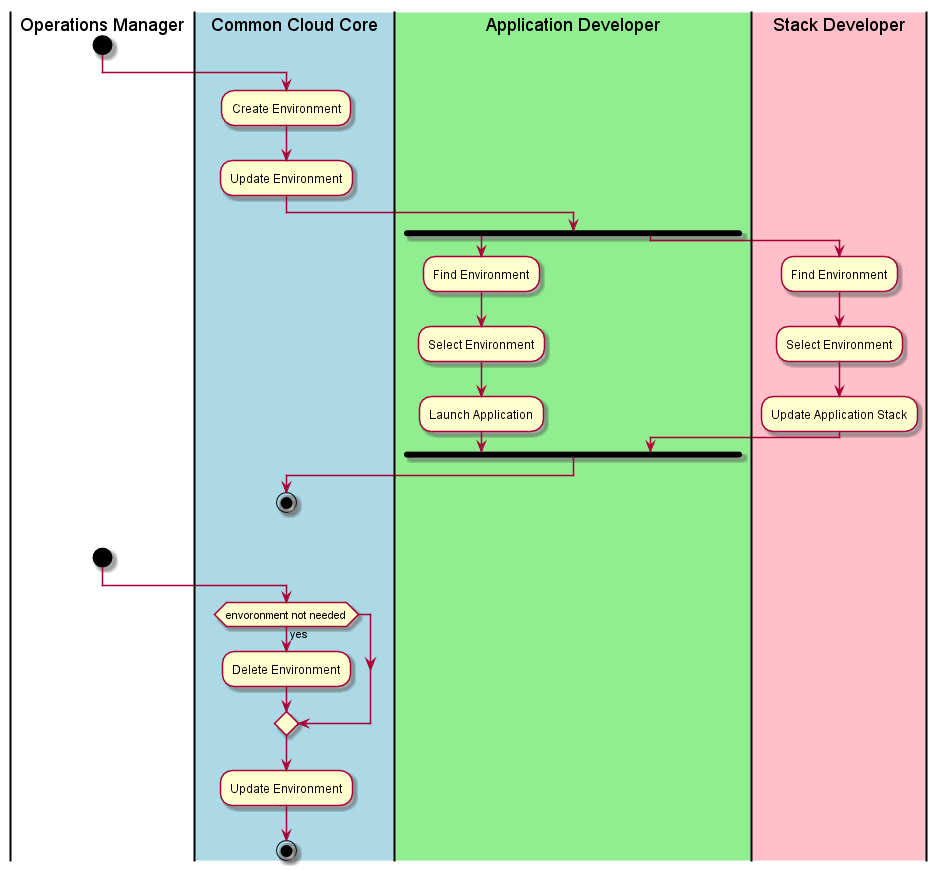 Operations Manager
Common Cloud Core
Application Developer
Stack Developer
Create Environment
Update Environment
Find Environment
Find Environment
Select Environment
Select Environment
Launch Application
Update Application Stack
envoronment not needed
yes
Delete Environment
Update Environment